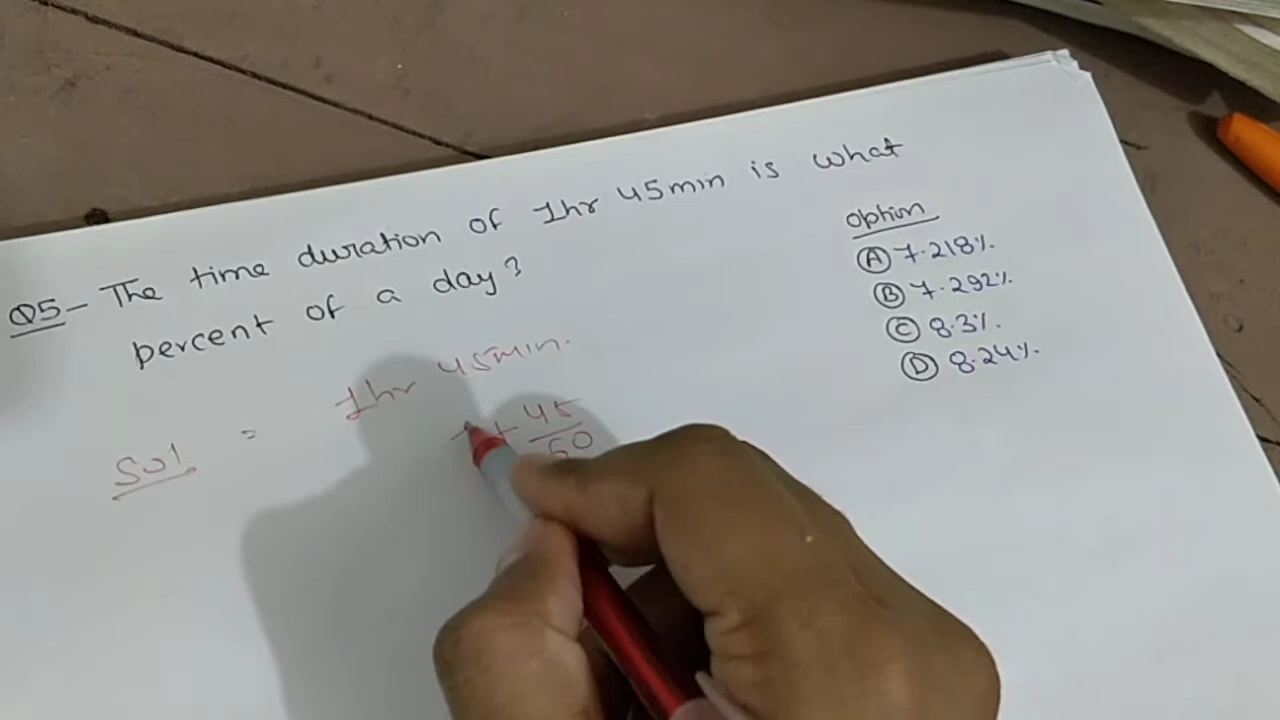 Q5- The time duration of 1hr 45min is what
percent of a day?
option
(A) 7.218%.
(B) 7.292%.
(C) 8.3%.
(D) 8.24%.
Sol = 1hr 45min.
+ 45/60